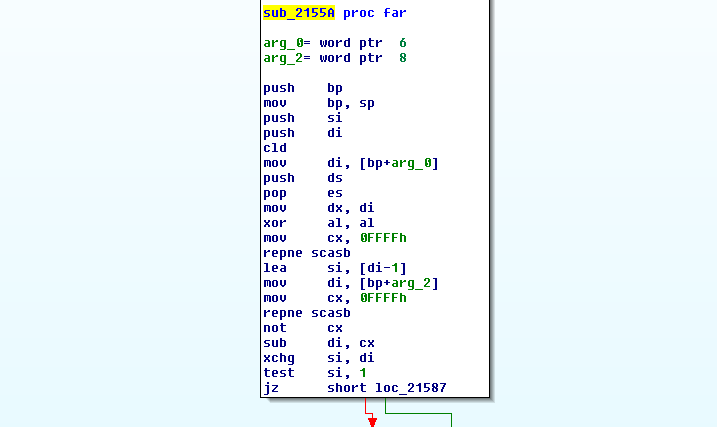 sub_2155A proc far
arg_0= word ptr  6
arg_2= word ptr  8
push    bp
mov     bp, sp
push    si
push    di
cld
mov     di, [bp+arg_0]
push    ds
pop     es
mov     dx, di
xor     al, al
mov     cx, 0FFFFh
repne scasb
lea     si, [di-1]
mov     di, [bp+arg_2]
mov     cx, 0FFFFh
repne scasb
not     cx
sub     di, cx
xchg    si, di
test    si, 1
jz      short loc_21587